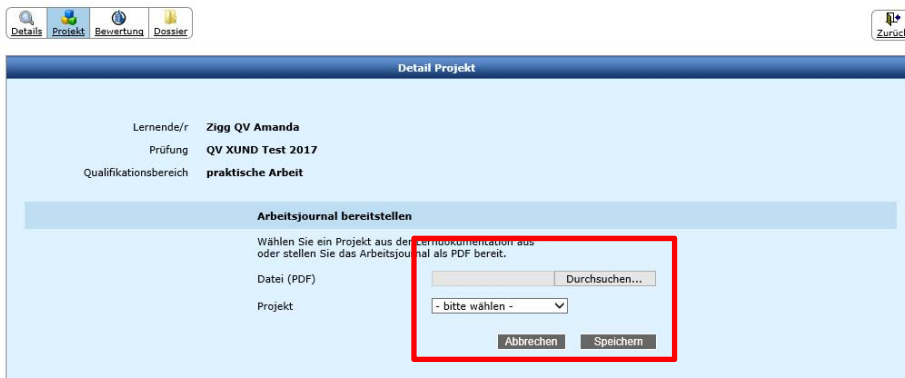 Details Projekt Bewertung Dossier
Zurück
Detail Projekt
Lernende/r Zigg QV Amanda
Prüfung QV XUND Test 2017
Qualifikationsbereich praktische Arbeit
Arbeitsjournal bereitstellen
Wählen Sie ein Projekt aus der Lerndokumentation aus
oder stellen Sie das Arbeitsjournal als PDF bereit.
Datei (PDF) Durchsuchen...
Projekt - bitte wählen -
Abbrechen Speichern